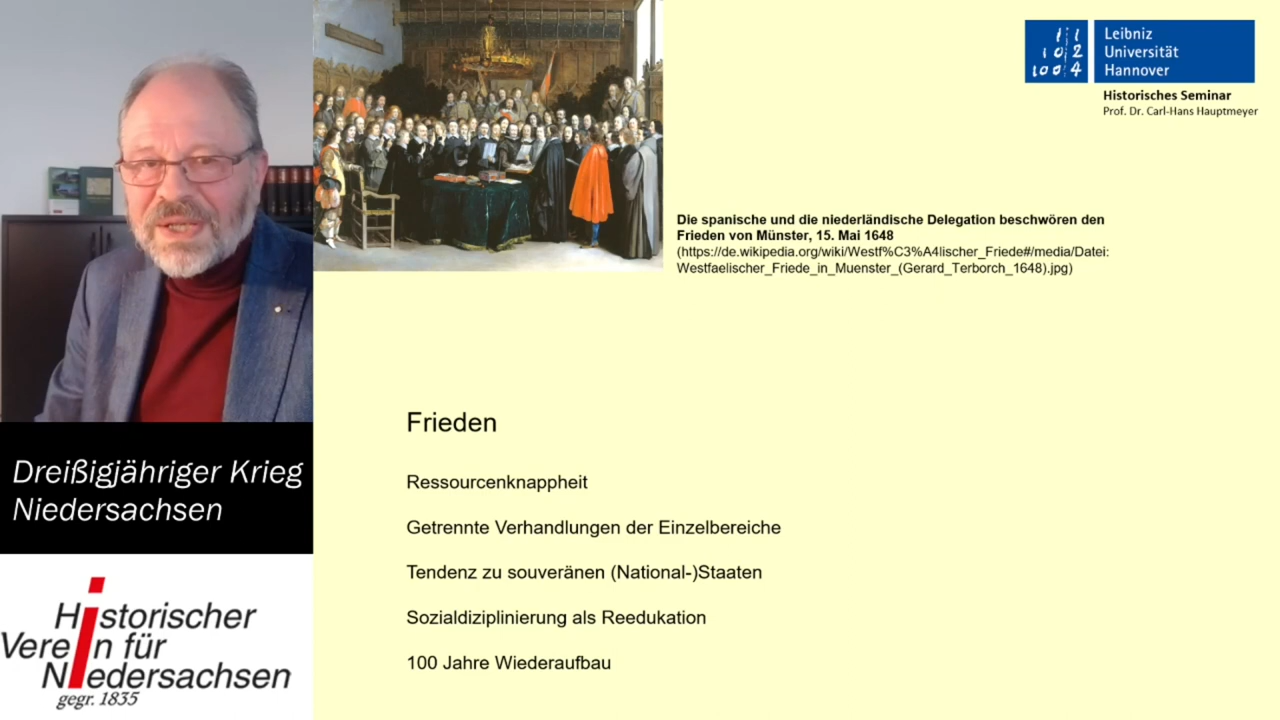 Leibniz
Universität
Hannover
Historisches Seminar
Prof. Dr. Carl-Hans Hauptmeyer
Die spanische und die niederländische Delegation beschwören den
Frieden von Münster, 15. Mai 1648
(https://de.wikipedia.org/wiki/Westf%C3%A4lischer_Friede#/media/Datei:
Westfaelischer_Friede_in_Muenster_(Gerard_Terborch_1648).jpg)
Frieden
Ressourcenknappheit
Getrennte Verhandlungen der Einzelbereiche
Tendenz zu souveränen (National-)Staaten
Sozialdiziplinierung als Reedukation
100 Jahre Wiederaufbau
Dreißigjähriger Krieg
Niedersachsen
Historischer
Verein für
Niedersachsen
gegr. 1835